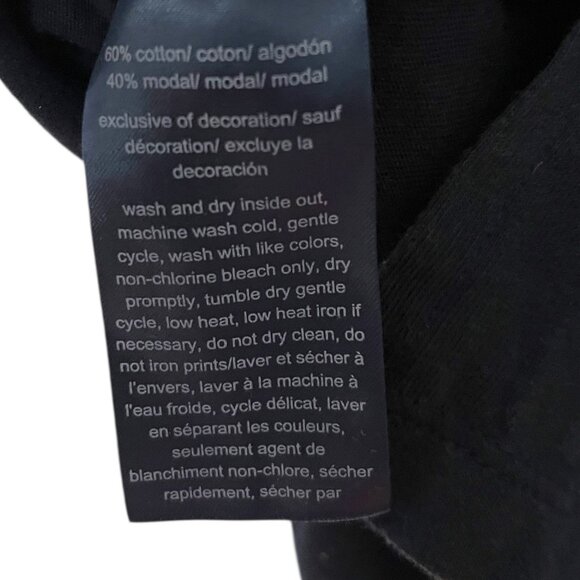 60% cotton/ coton/ algodón
40% modal/ modal/ modal
exclusive of decoration/ sauf
décoration/ excluye la
decoración
wash and dry inside out,
machine wash cold, gentle
cycle, wash with like colors,
non-chlorine bleach only, dry
promptly, tumble dry gentle
cycle, low heat, low heat iron if
necessary, do not dry clean, do
not iron prints/laver et sécher à
l'envers, laver à la machine à
l'eau froide, cycle délicat, laver
en séparant les couleurs,
seulement agent de
blanchiment non-chlore, sécher
rapidement, sécher par